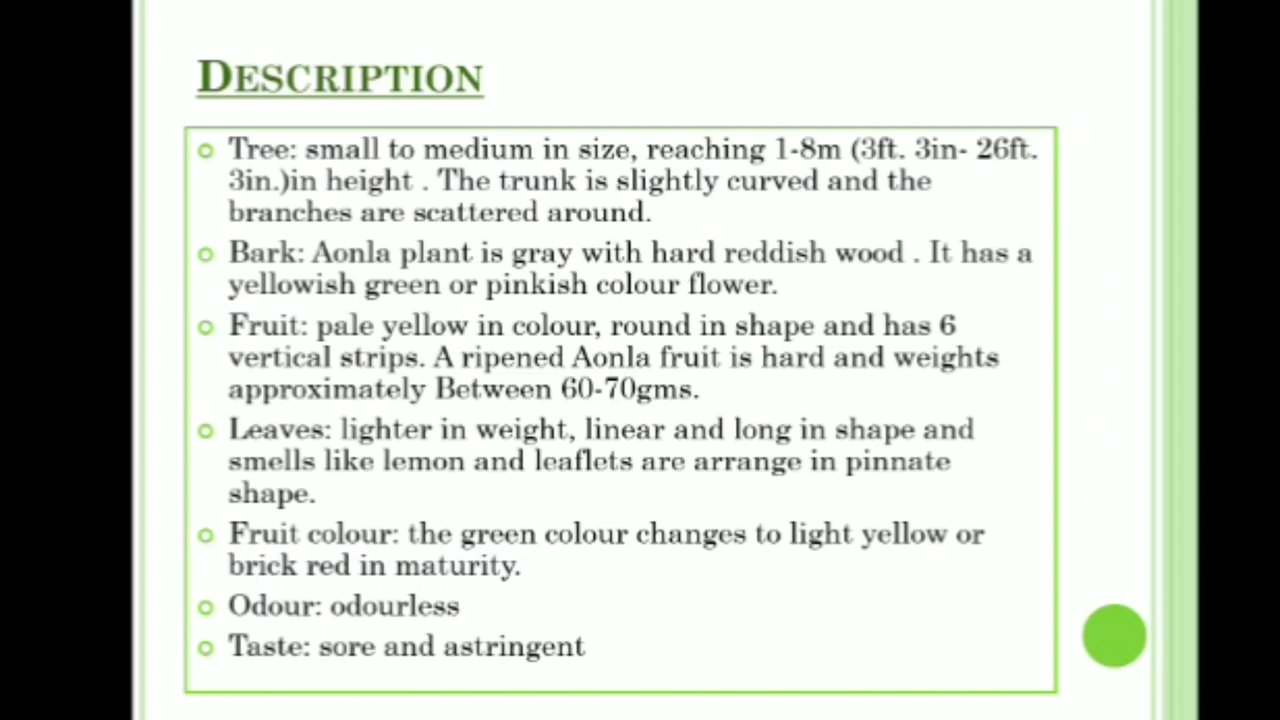 DESCRIPTION
Tree: small to medium in size, reaching 1-8m (3ft. 3in- 26ft.
3in.)in height . The trunk is slightly curved and the
branches are scattered around.
Bark: Aonla plant is gray with hard reddish wood . It has a
yellowish green or pinkish colour flower.
Fruit: pale yellow in colour, round in shape and has 6
vertical strips. A ripened Aonla fruit is hard and weights
approximately Between 60-70gms.
Leaves: lighter in weight, linear and long in shape and
smells like lemon and leaflets are arrange in pinnate
shape.
Fruit colour: the green colour changes to light yellow or
brick red in maturity.
Odour: odourless
Taste: sore and astringent